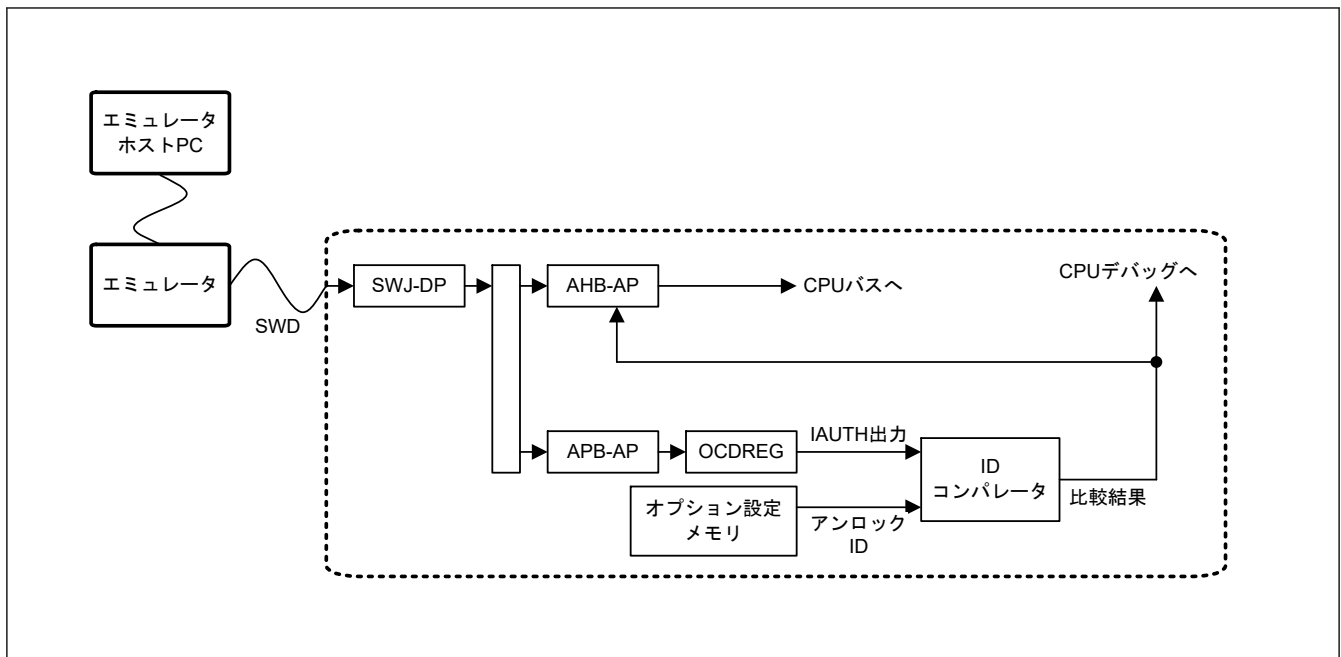 エミュレータ
ホストPC
エミュレータ
SWD
SWJ-DP
AHB-AP
CPUバスへ
CPUデバッグへ
APB-AP
OCDREG
IAUTH出力
ID
コンパレータ
比較結果
オプション設定
メモリ
アンロック
ID